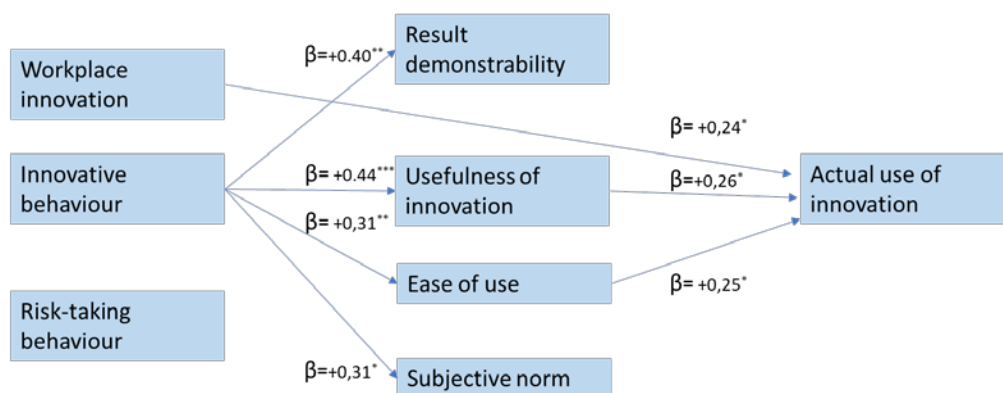 Workplace
innovation
Innovative
behaviour
Risk-taking
behaviour
β=+0.40**
β= +0.44***
β= +0,31**
β=+0,31*
Result
demonstrability
Usefulness of
innovation
Ease of use
Subjective norm
β= +0,24*
β=+0,26*
β= +0,25*
Actual use of
innovation